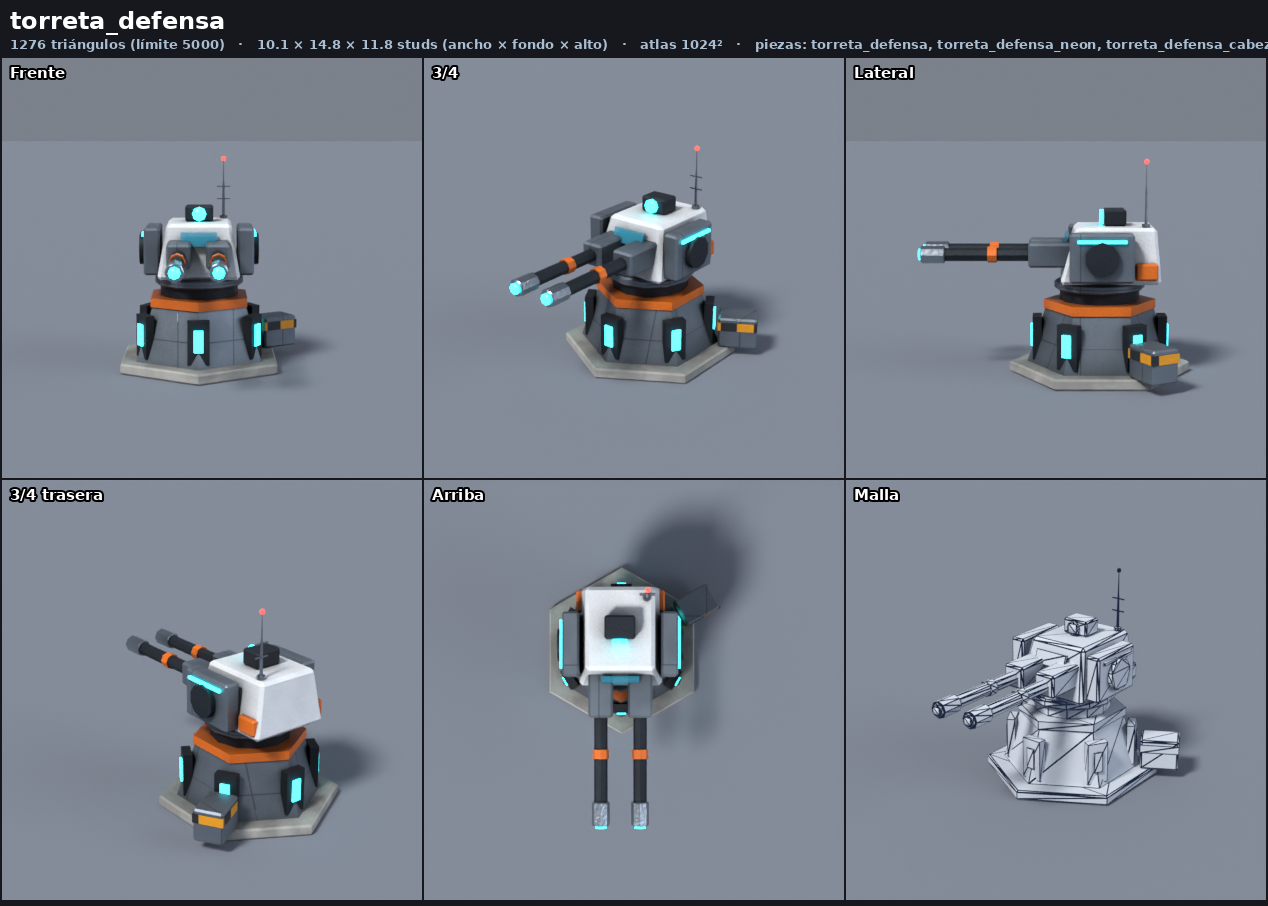 torreta_defensa
1276 triángulos (límite 5000) · 10.1 × 14.8 × 11.8 studs (ancho × fondo × alto) · atlas 1024² · piezas: torreta_defensa, torreta_defensa_neon, torreta_defensa_cabez
Frente
3/4
Lateral
3/4 trasera
Arriba
Malla